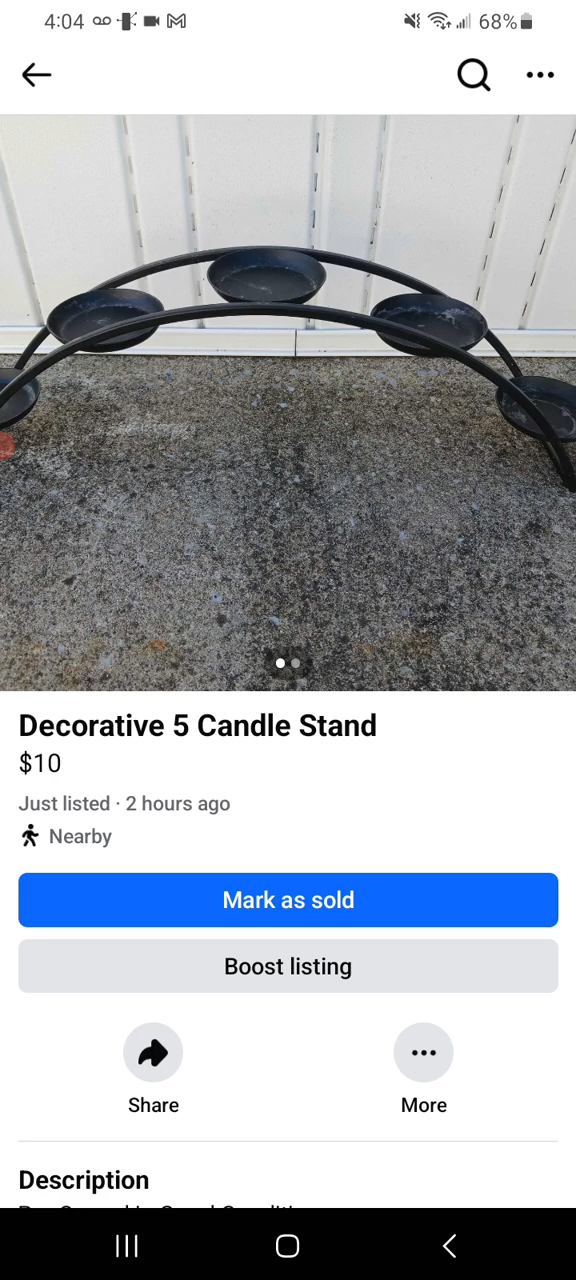 4:04
68%
Decorative 5 Candle Stand
$10
Just listed · 2 hours ago
Nearby
Mark as sold
Boost listing
Share
More
Description